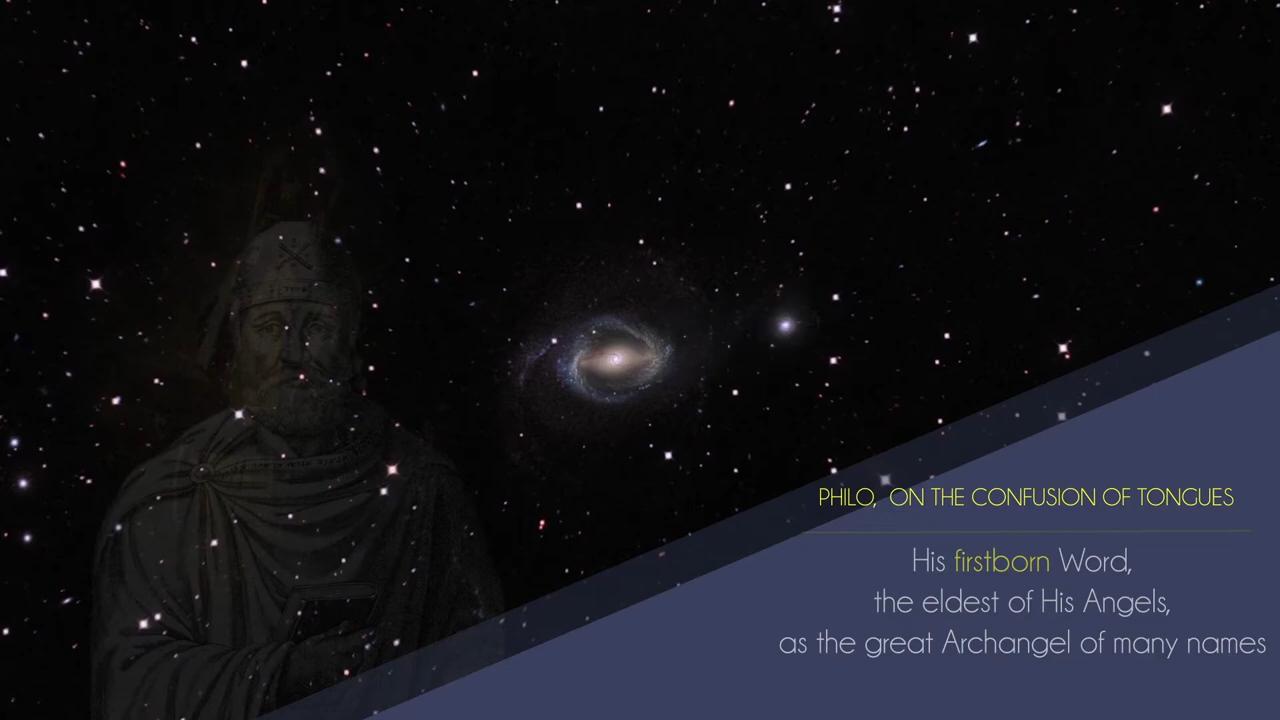 PHILO, ON THE CONFUSION OF TONGUES
His firstborn Word,
the eldest of His Angels,
as the great Archangel of many names